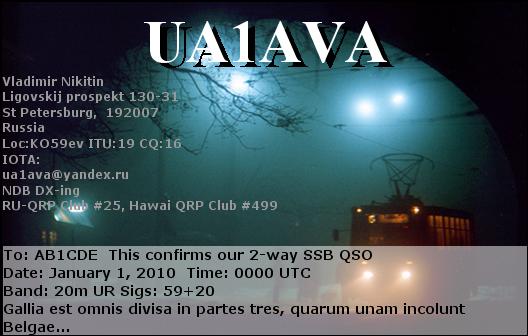 UA1AVA
Vladimir Nikitin
Ligovskij prospekt 130-31
St Petersburg, 192007
Russia
Loc:KO59ev ITU:19 CQ:16
IOTA:
ua1ava@yandex.ru
NDB DX-ing
RU-QRP Club #25, Hawai QRP Club #499
To: AB1CDE This confirms our 2-way SSB QSO
Date: January 1, 2010 Time: 0000 UTC
Band: 20m UR Sigs: 59+20
Gallia est omnis divisa in partes tres, quarum unam incolunt
Belgae...